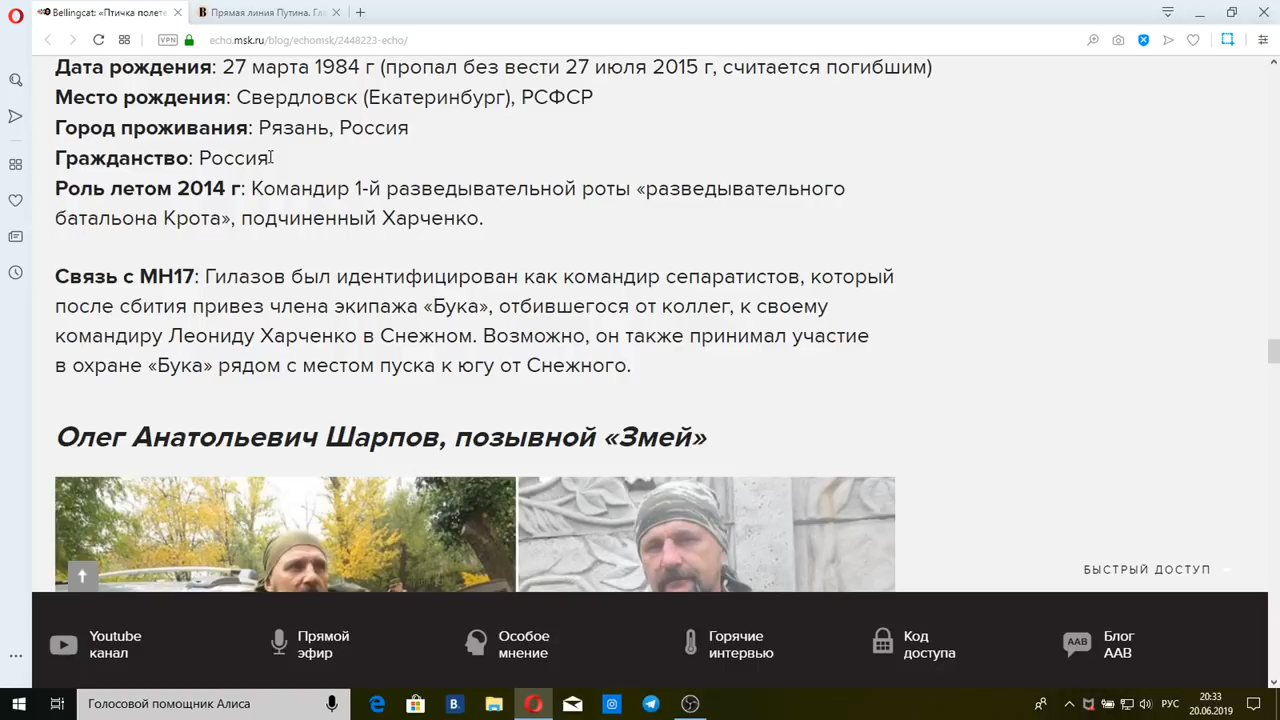 Bellingcat: «Птичка полете
Прямая линия Путина. Гл
VPN
echo.msk.ru/blog/echomsk/2448223-echo/
Дата рождения: 27 марта 1984 г (пропал без вести 27 июля 2015 г, считается погибшим)
Место рождения: Свердловск (Екатеринбург), РСФСР
Город проживания: Рязань, Россия
Гражданство: Россия
Роль летом 2014 г: Командир 1-й разведывательной роты «разведывательного
батальона Крота», подчиненный Харченко.
Связь с MH17: Гилазов был идентифицирован как командир сепаратистов, который
после сбития привез члена экипажа «Бука», отбившегося от коллег, к своему
командиру Леониду Харченко в Снежном. Возможно, он также принимал участие
в охране «Бука» рядом с местом пуска к югу от Снежного.
Олег Анатольевич Шарпов, позывной «Змей»
БЫСТРЫЙ ДОСТУП
Youtube
канал
Прямой
эфир
Особое
мнение
Горячие
интервью
Код
доступа
ААВ
Блог
ААВ
Голосовой помощник Алиса
B.
РУС
20:33
20.06.2019